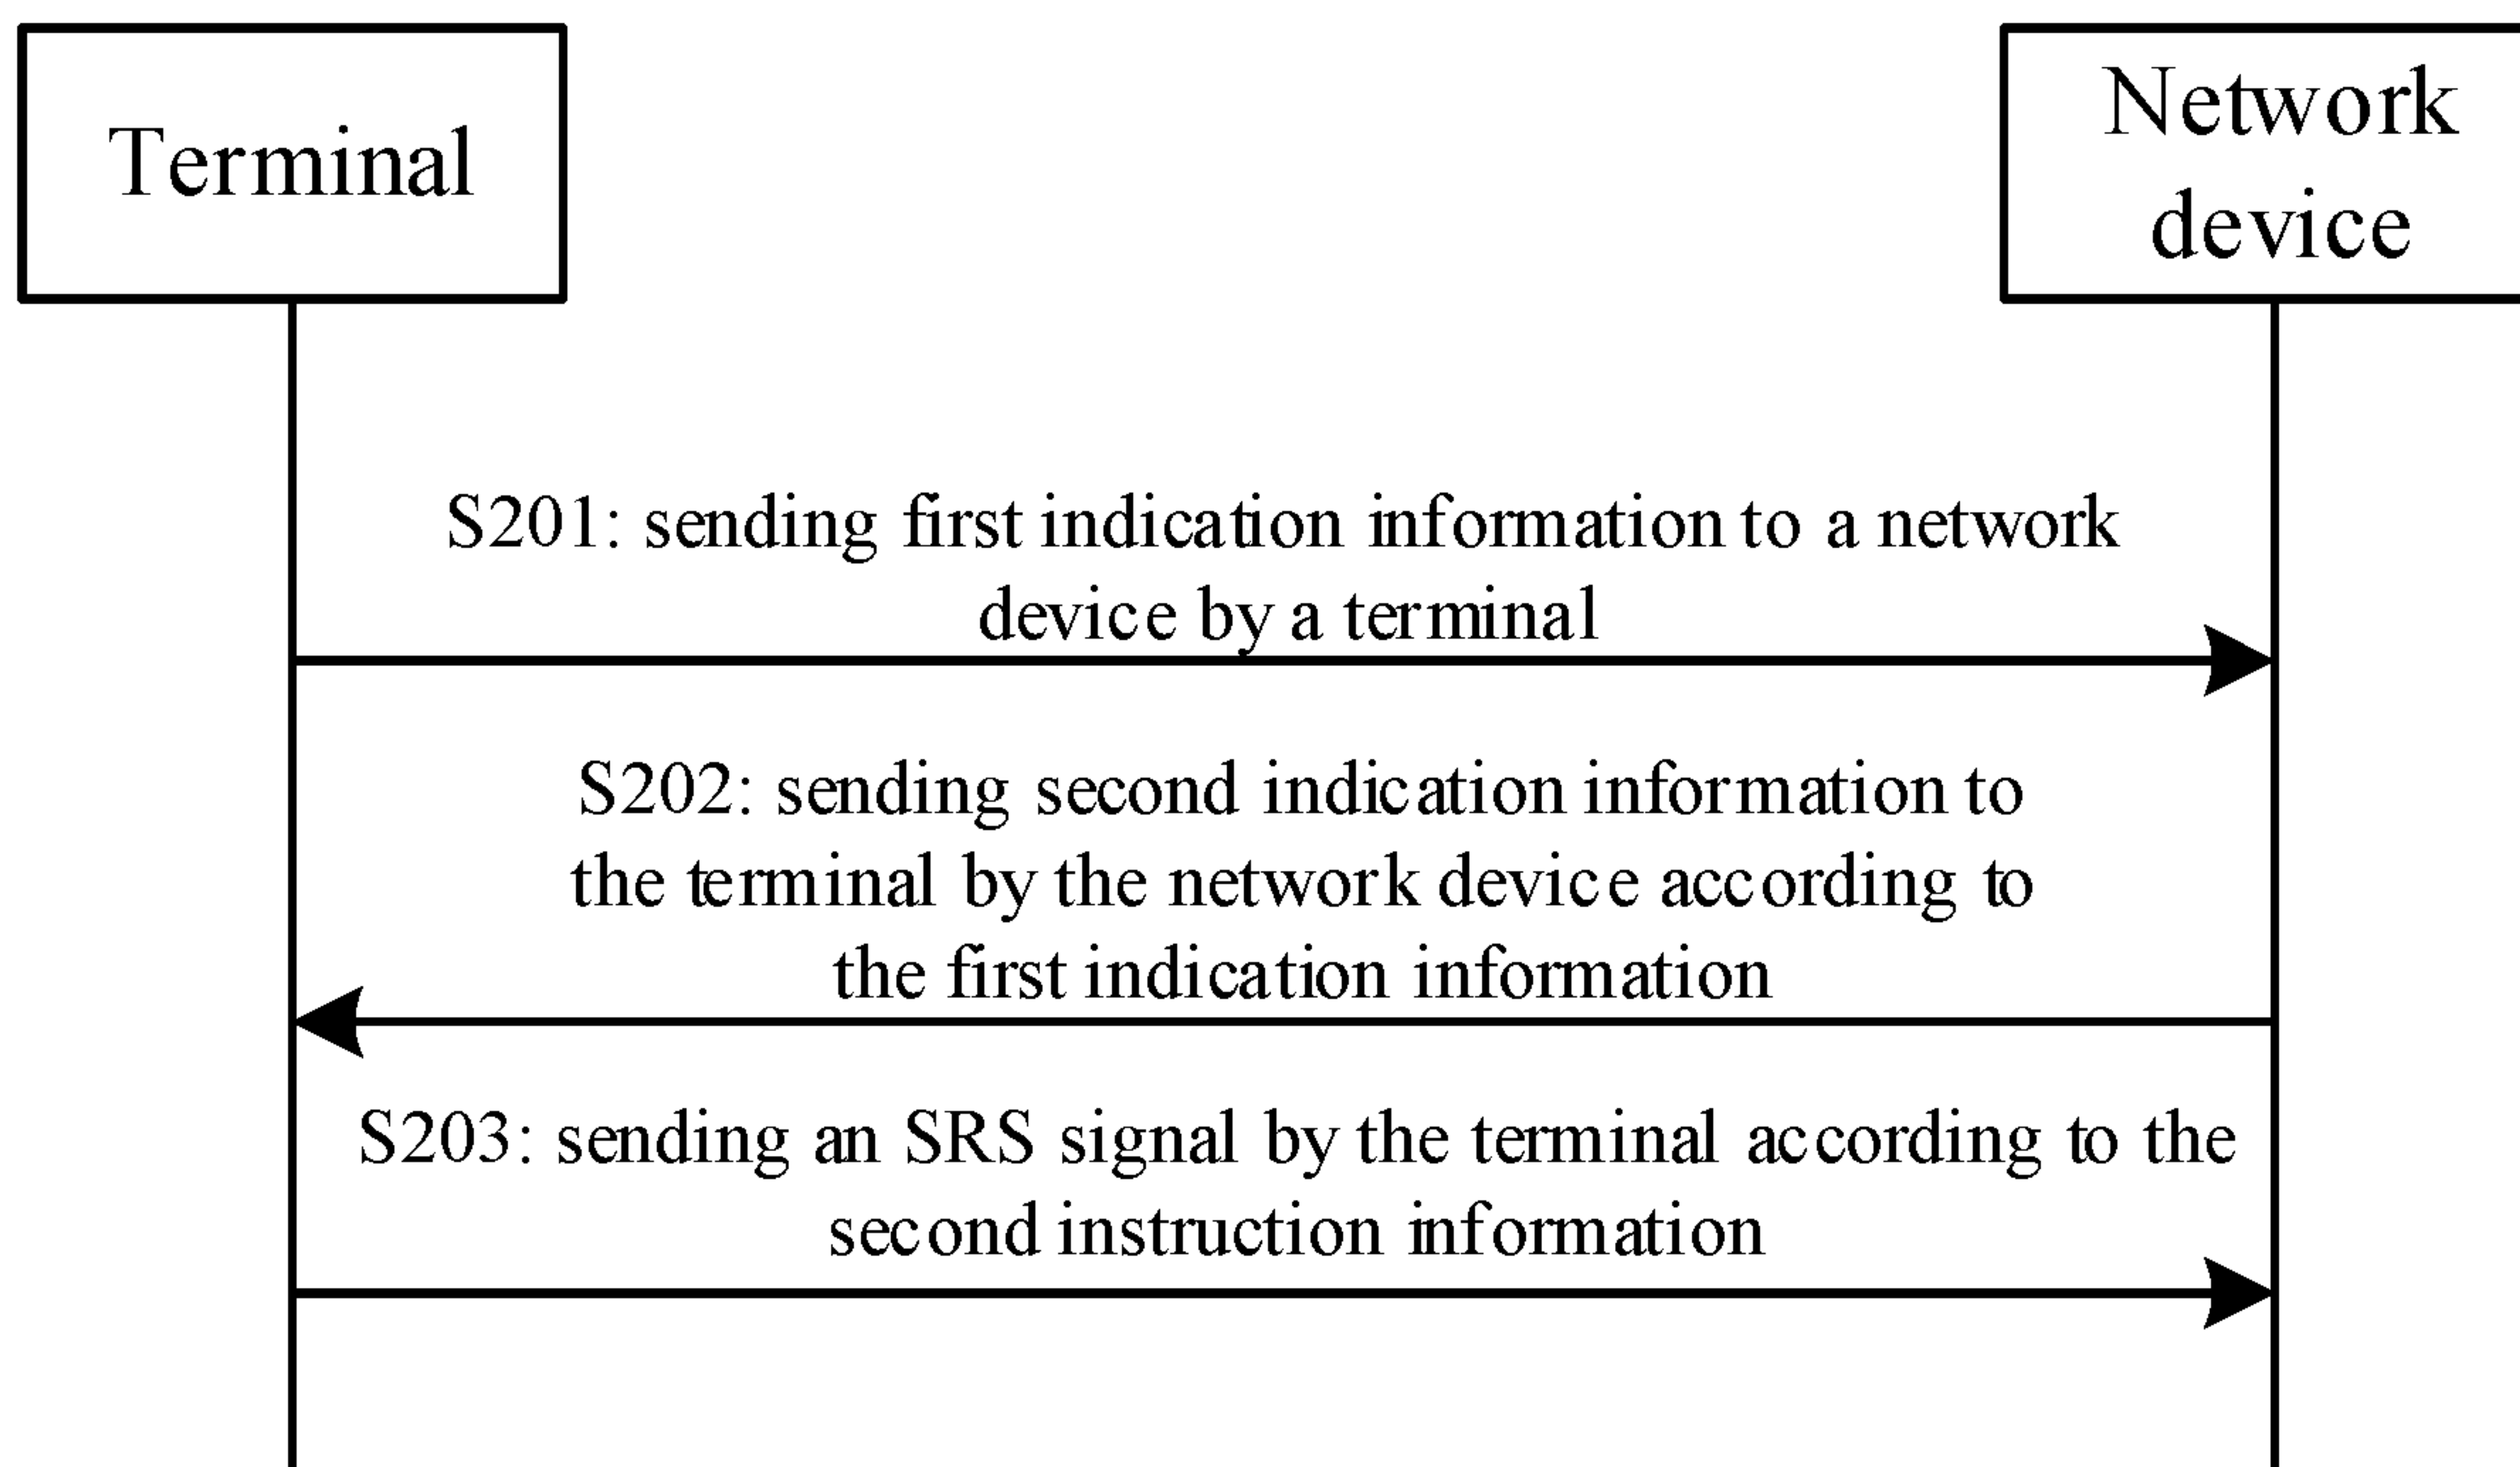 Terminal
Network
device
S201: sending first indication information to a network
device by a terminal
S202: sending second indication information to
the terminal by the network device according to
the first indication information
S203: sending an SRS signal by the terminal according to the
second instruction information